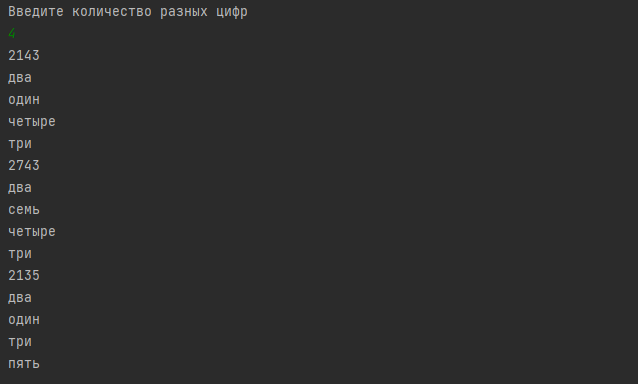 Введите количество разных цифр
4
2143
два
один
четыре
три
2743
два
семь
четыре
три
2135
два
один
три
пять